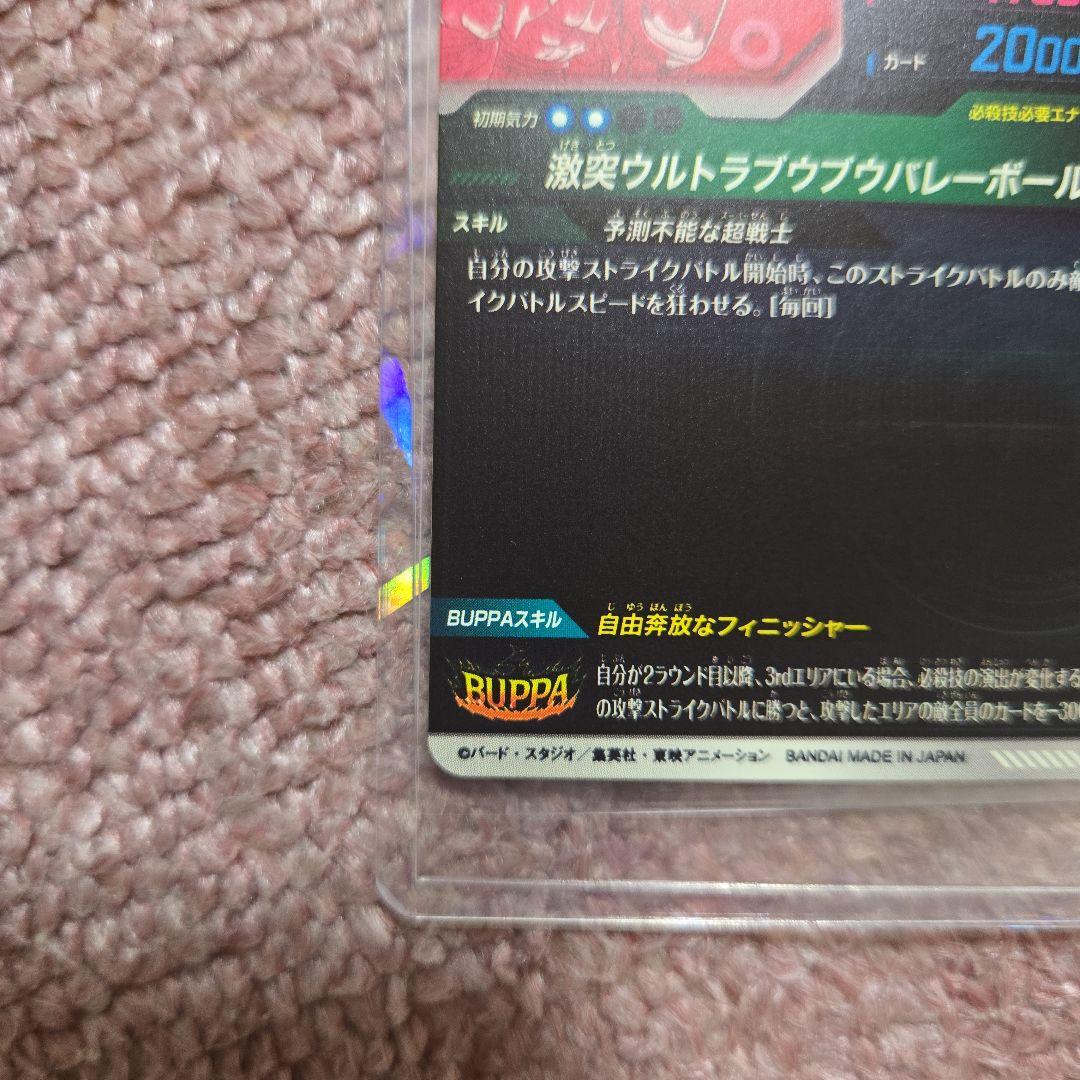 ガード 2000
初期気力
必殺技必要エナ
激突ウルトラブウブウバレーボール
スキル 予測不能な超戦士
自分の攻撃ストライクバトル開始時、このストライクバトルのみ敵
イクバトルスピードを狂わせる。[毎回]
BUPPAスキル 自由奔放なフィニッシャー
BUPPA
自分が2ラウンド目以降、3rdエリアにいる場合、必殺技の演出が変化する
の攻撃ストライクバトルに勝つと、攻撃したエリアの敵全員のガードを-300
©バード・スタジオ/集英社・東映アニメーション BANDAI MADE IN JAPAN